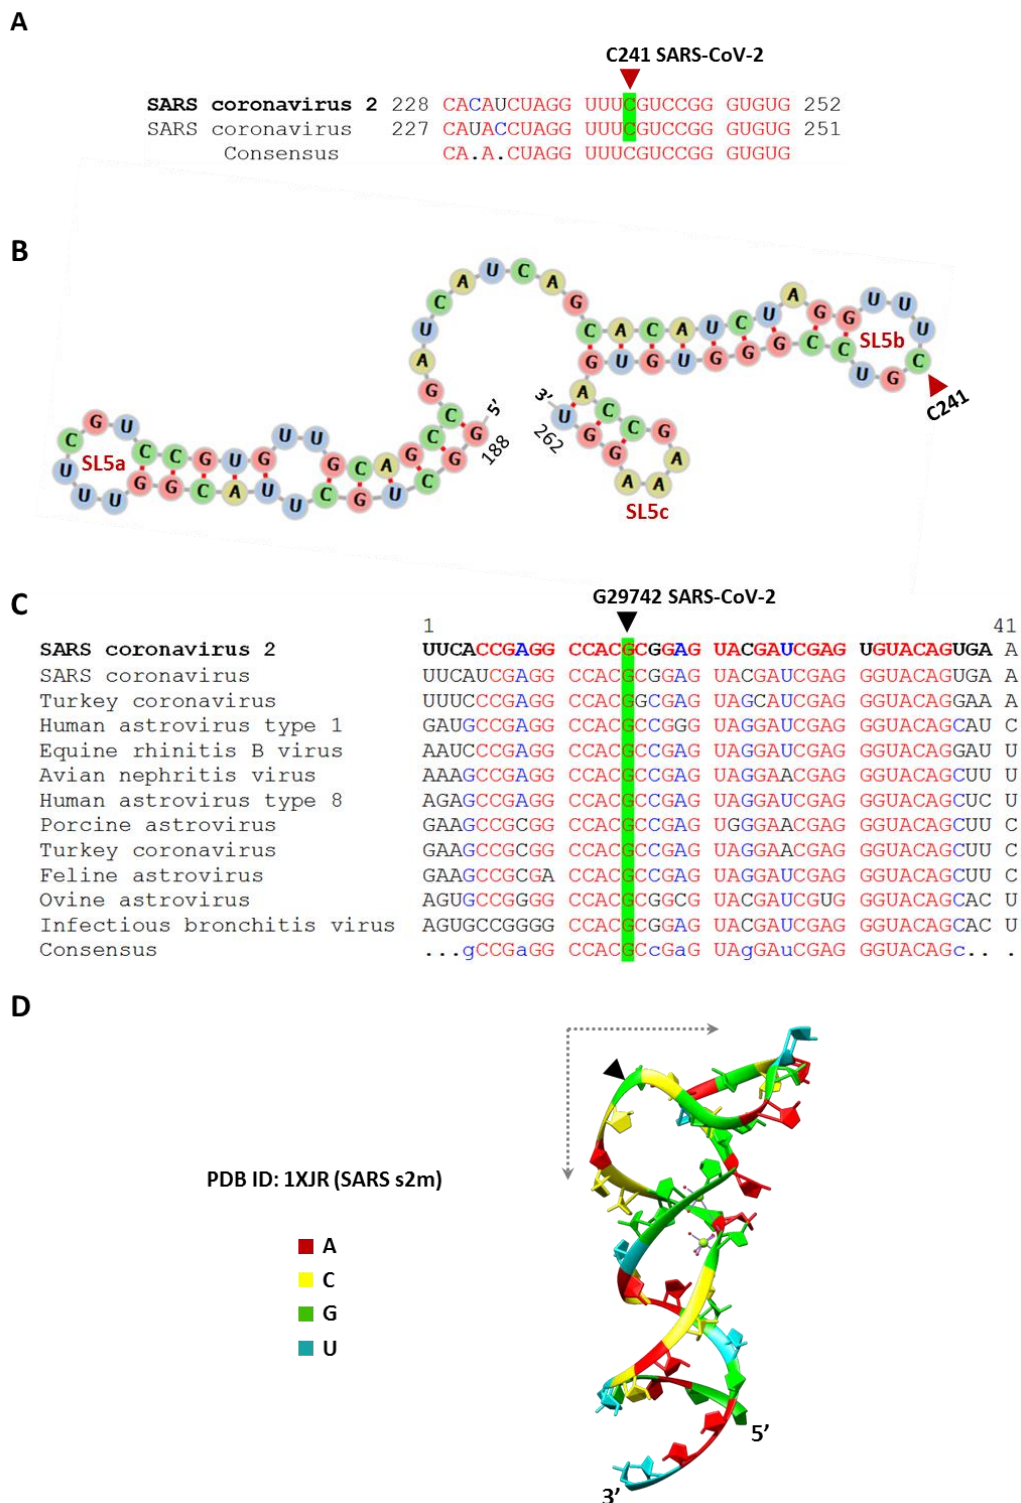 A
C241 SARS-CoV-2
SARS coronavirus 2 228 CACAUCUAGG UUUCGUCCGG GUGUG 252
SARS coronavirus 227 CAUACCUAGG UUUCGUCCGG GUGUG 251
Consensus CA.A.CUAGG UUUCGUCCGG GUGUG
B
A U C A
C G
U C A C A U C U A G G U U U
A G U G U G G G C C U G C
SL5b
C241
G
C C G
5'
188
3'
262
A C C G A
U G G A A
SL5c
C G U C C G U G U U G C A G C
SL5a
U U U G G C A U U C G U C G
C
G29742 SARS-CoV-2
1 41
SARS coronavirus 2 UUCACCGAGG CCACGCGGAG UACGAUCGAG UGUACAGUGA A
SARS coronavirus UUCAUCGAGG CCACGCGGAG UACGAUCGAG GGUACAGUGA A
Turkey coronavirus UUUCCCGAGG CCACGGCGAG UAGCAUCGAG GGUACAGGAA A
Human astrovirus type 1 GAUGCCGAGG CCACGCCGGG UAGGAUCGAG GGUACAGCAU C
Equine rhinitis B virus AAUCCCGAGG CCACGCCGAG UAGGAUCGAG GGUACAGGAU U
Avian nephritis virus AAAGCCGAGG CCACGCCGAG UAGGAACGAG GGUACAGCUU U
Human astrovirus type 8 AGAGCCGAGG CCACGCCGAG UAGGAUCGAG GGUACAGCUC U
Porcine astrovirus GAAGCCGCGG CCACGCCGAG UGGGAACGAG GGUACAGCUU C
Turkey coronavirus GAAGCCGCGG CCACGCCGAG UAGGAACGAG GGUACAGCUU C
Feline astrovirus GAAGCCGCGA CCACGCCGAG UAGGAUCGAG GGUACAGCUU C
Ovine astrovirus AGUGCCGGGG CCACGCGGCG UAGGAUCGUG GGUACAGCAC U
Infectious bronchitis virus AGUGCCGGGG CCACGCGGAG UACGAUCGAG GGUACAGCAC U
Consensus ...gCCGaGG CCACGCcGaG UAgGAuCGAG GGUACAGc.. .
D
PDB ID: 1XJR (SARS s2m)
A
C
G
U
5'
3'